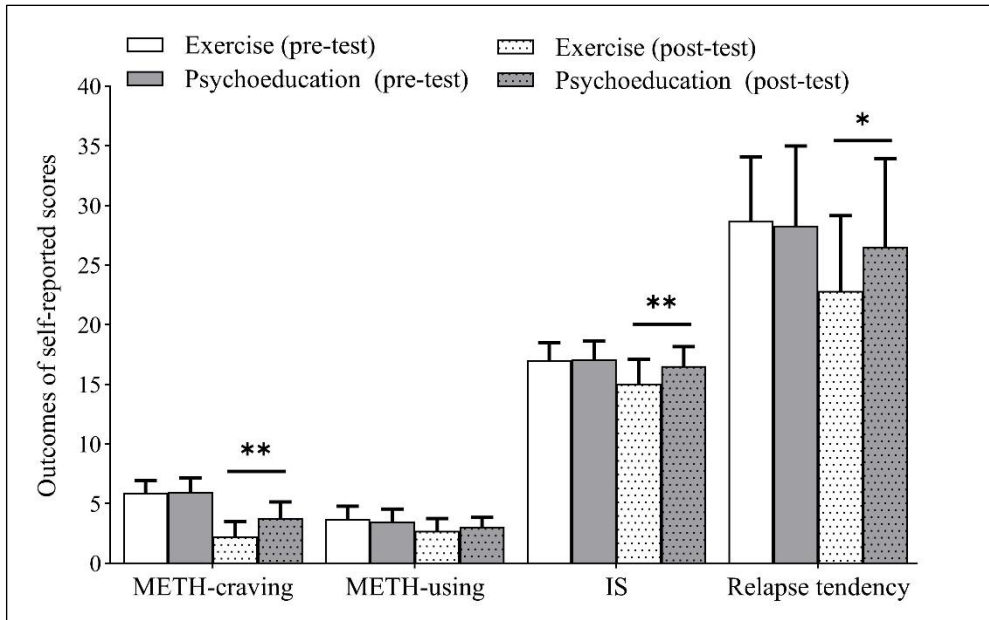 Exercise (pre-test)
Exercise (post-test)
Psychoeducation (pre-test)
Psychoeducation (post-test)
Outcomes of self-reported scores
40
35
30
25
20
15
10
5
0
**
**
*
METH-craving
METH-using
IS
Relapse tendency